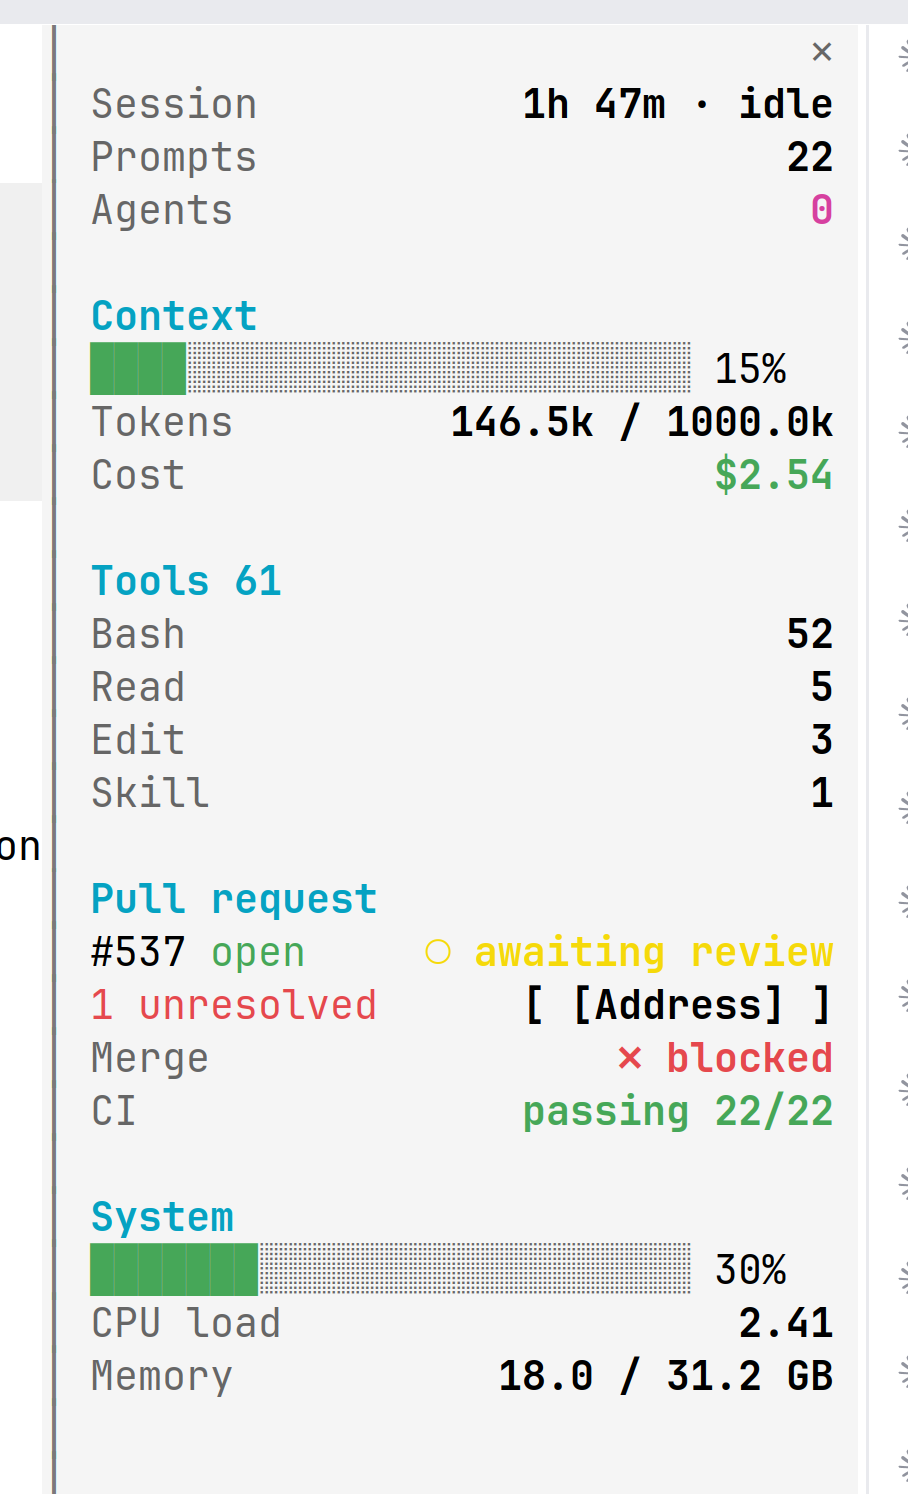 ×
Session 1h 47m · idle
Prompts 22
Agents 0
Context
15%
Tokens 146.5k / 1000.0k
Cost $2.54
Tools 61
Bash 52
Read 5
Edit 3
Skill 1
on
Pull request
#537 open ○ awaiting review
1 unresolved [ [Address] ]
Merge × blocked
CI passing 22/22
System
30%
CPU load 2.41
Memory 18.0 / 31.2 GB